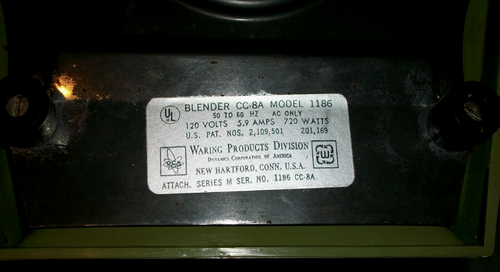 UL
BLENDER CC-8A MODEL 1186
50 TO 60 HZ AC ONLY
120 VOLTS 5.9 AMPS 720 WATTS
U.S. PAT. NOS. 2,109,501 201,169
WARING PRODUCTS DIVISION
DYNAMICS CORPORATION OF AMERICA
NEW HARTFORD, CONN. U.S.A.
ATTACH. SERIES M SER. NO. 1186 CC-8A